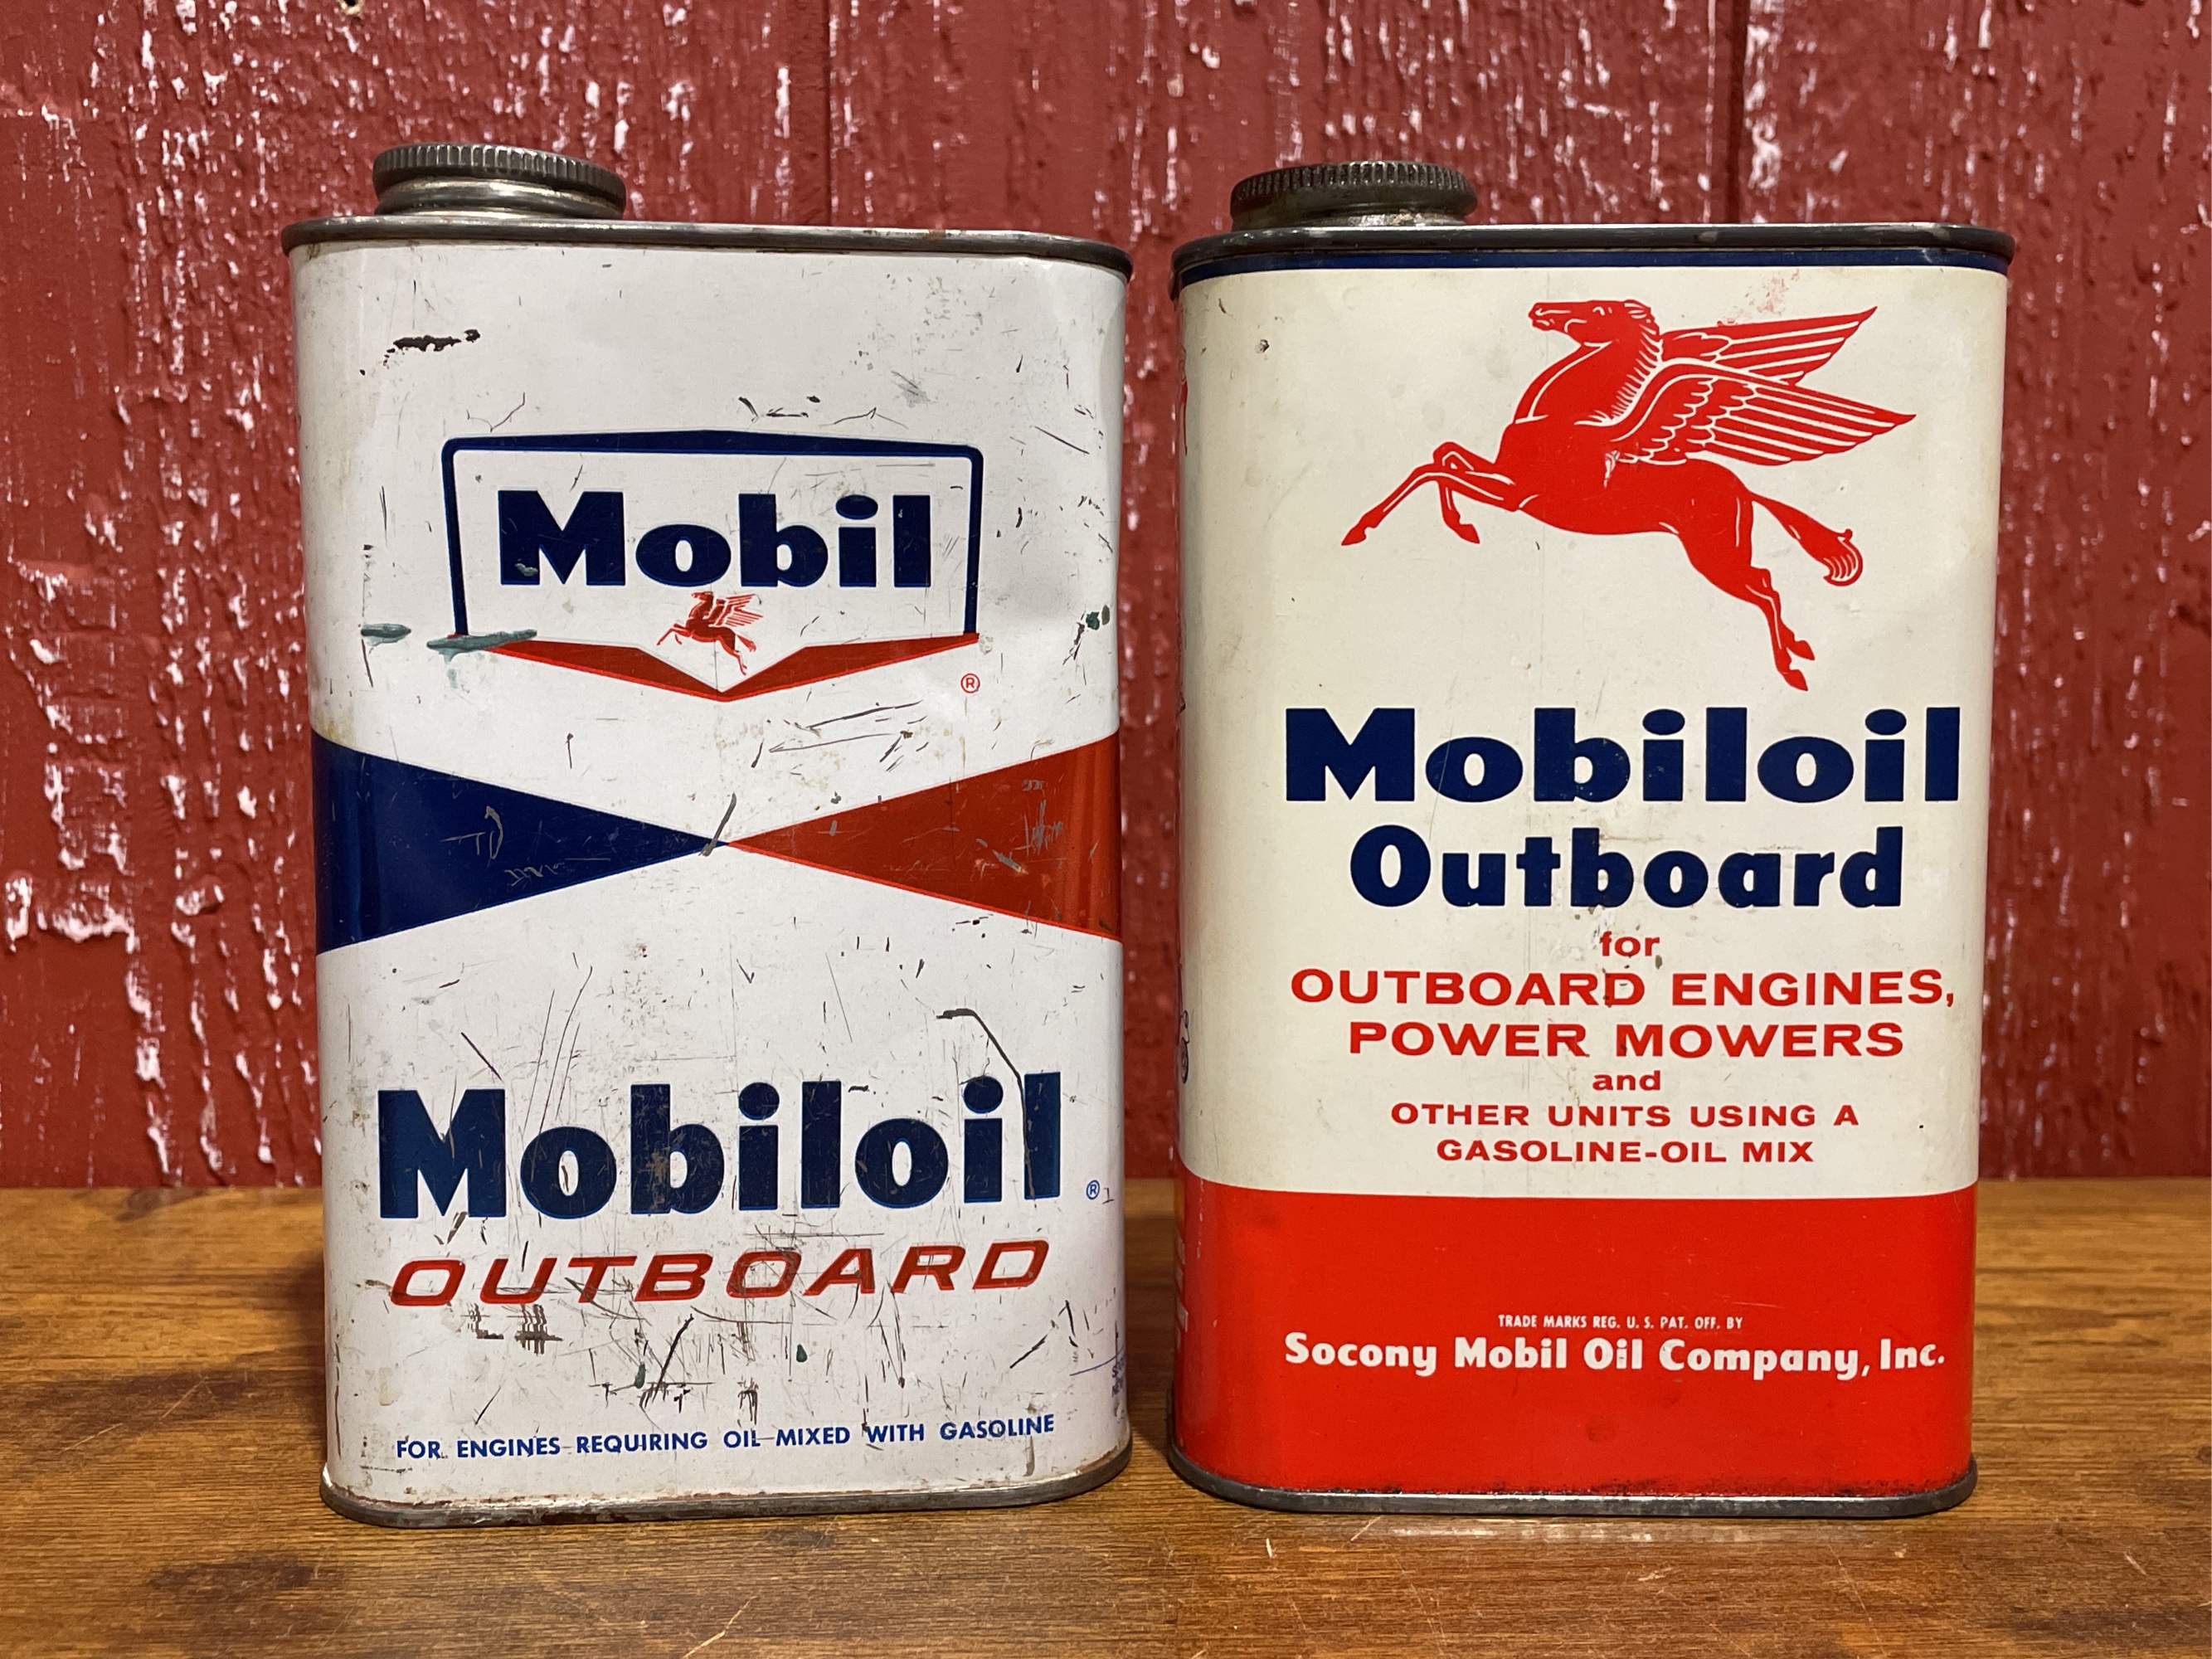 Mobil
®
Mobiloil ®
OUTBOARD
FOR ENGINES REQUIRING OIL MIXED WITH GASOLINE
Mobiloil
Outboard
for
OUTBOARD ENGINES,
POWER MOWERS
and
OTHER UNITS USING A
GASOLINE-OIL MIX
TRADE MARKS REG. U. S. PAT. OFF. BY
Socony Mobil Oil Company, Inc.